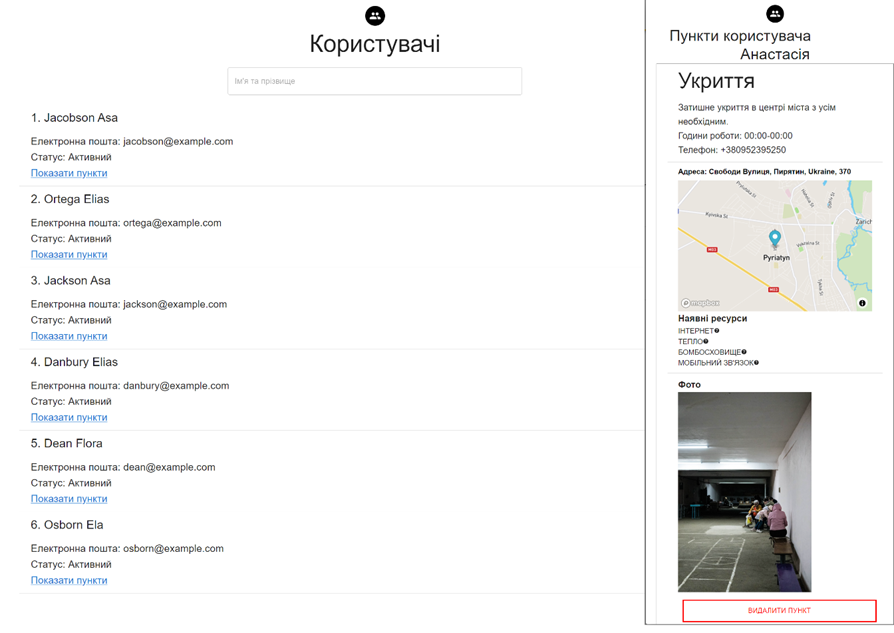 Користувачі
Ім'я та прізвище
1. Jacobson Asa
Електронна пошта: jacobson@example.com
Статус: Активний
Показати пункти
2. Ortega Elias
Електронна пошта: ortega@example.com
Статус: Активний
Показати пункти
3. Jackson Asa
Електронна пошта: jackson@example.com
Статус: Активний
Показати пункти
4. Danbury Elias
Електронна пошта: danbury@example.com
Статус: Активний
Показати пункти
5. Dean Flora
Електронна пошта: dean@example.com
Статус: Активний
Показати пункти
6. Osborn Ela
Електронна пошта: osborn@example.com
Статус: Активний
Показати пункти
Пункти користувача
Анастасія
Укриття
Затишне укриття в центрі міста з усім
необхідним.
Години роботи: 00:00-00:00
Телефон: +380952395250
Адреса: Свободи Вулиця, Пирятин, Ukraine, 370
Kyivska St
Zarich
Pyriatyn
M03
M03
mapbox
Наявні ресурси
ІНТЕРНЕТ
ТЕПЛО
БОМБОСХОВИЩЕ
МОБІЛЬНИЙ ЗВ'ЯЗОК
Фото
ВИДАЛИТИ ПУНКТ